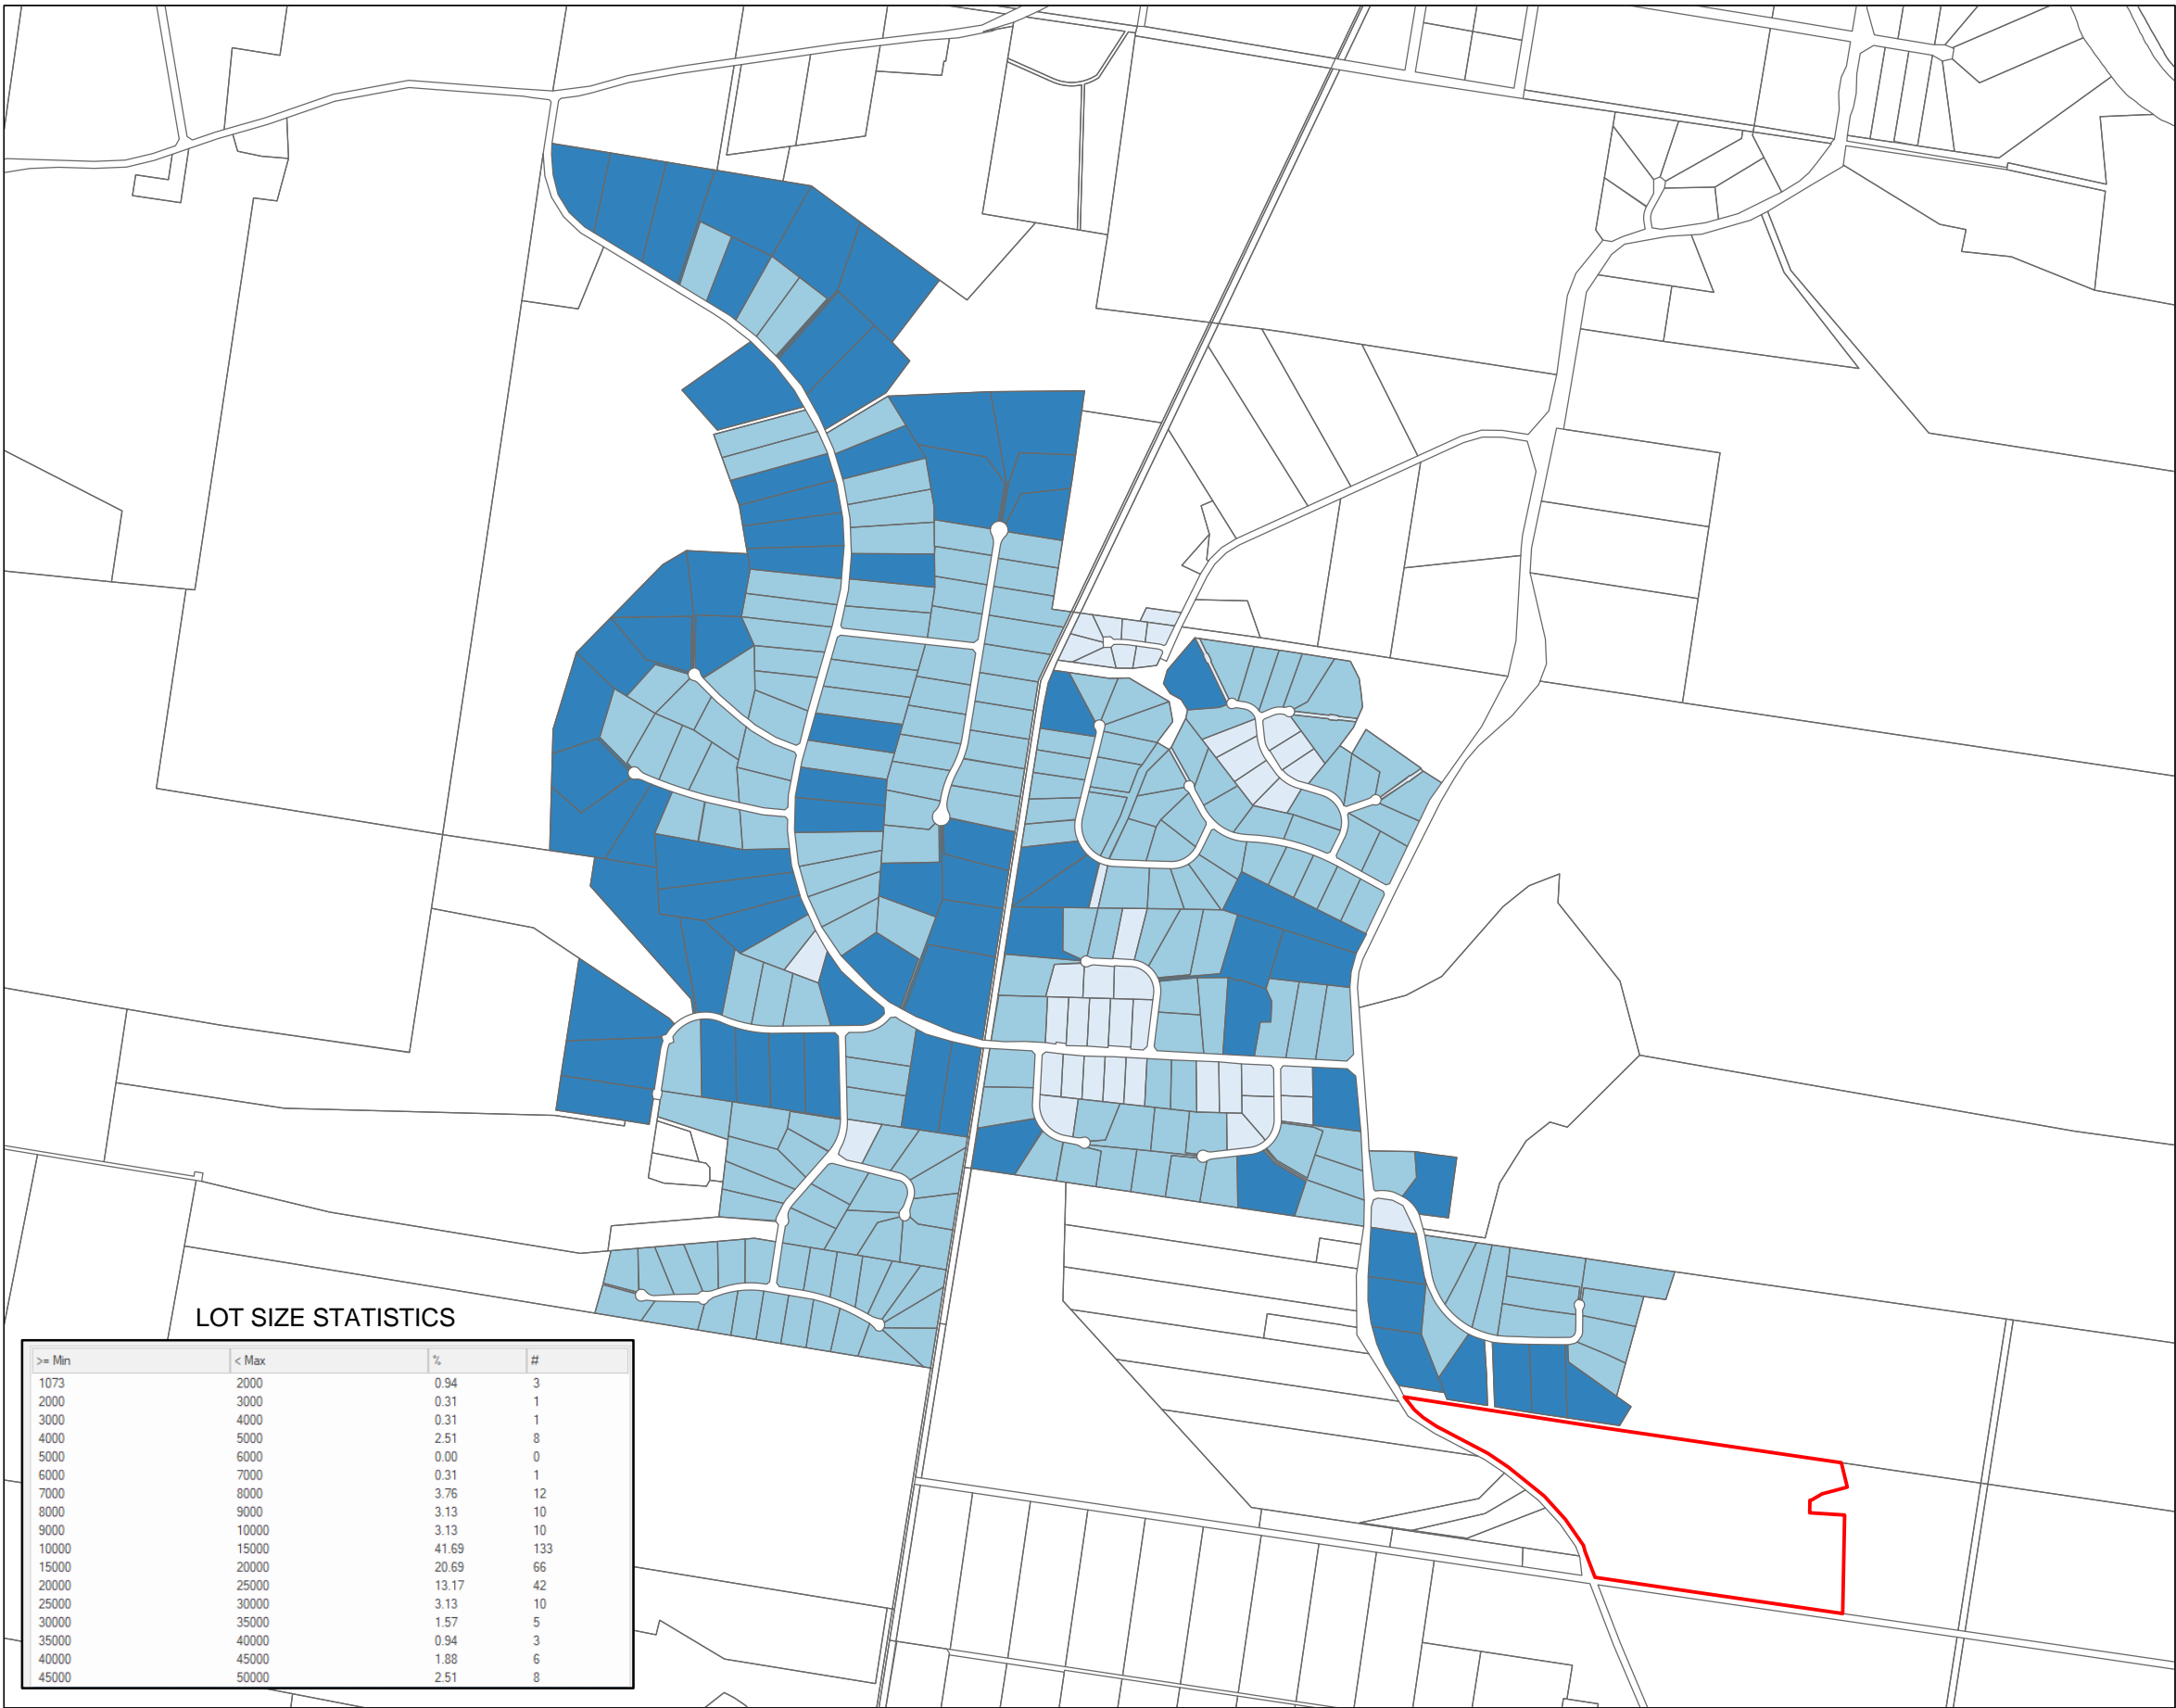 LOT SIZE STATISTICS
>= Min < Max % #
1073 2000 0.94 3
2000 3000 0.31 1
3000 4000 0.31 1
4000 5000 2.51 8
5000 6000 0.00 0
6000 7000 0.31 1
7000 8000 3.76 12
8000 9000 3.13 10
9000 10000 3.13 10
10000 15000 41.69 133
15000 20000 20.69 66
20000 25000 13.17 42
25000 30000 3.13 10
30000 35000 1.57 5
35000 40000 0.94 3
40000 45000 1.88 6
45000 50000 2.51 8